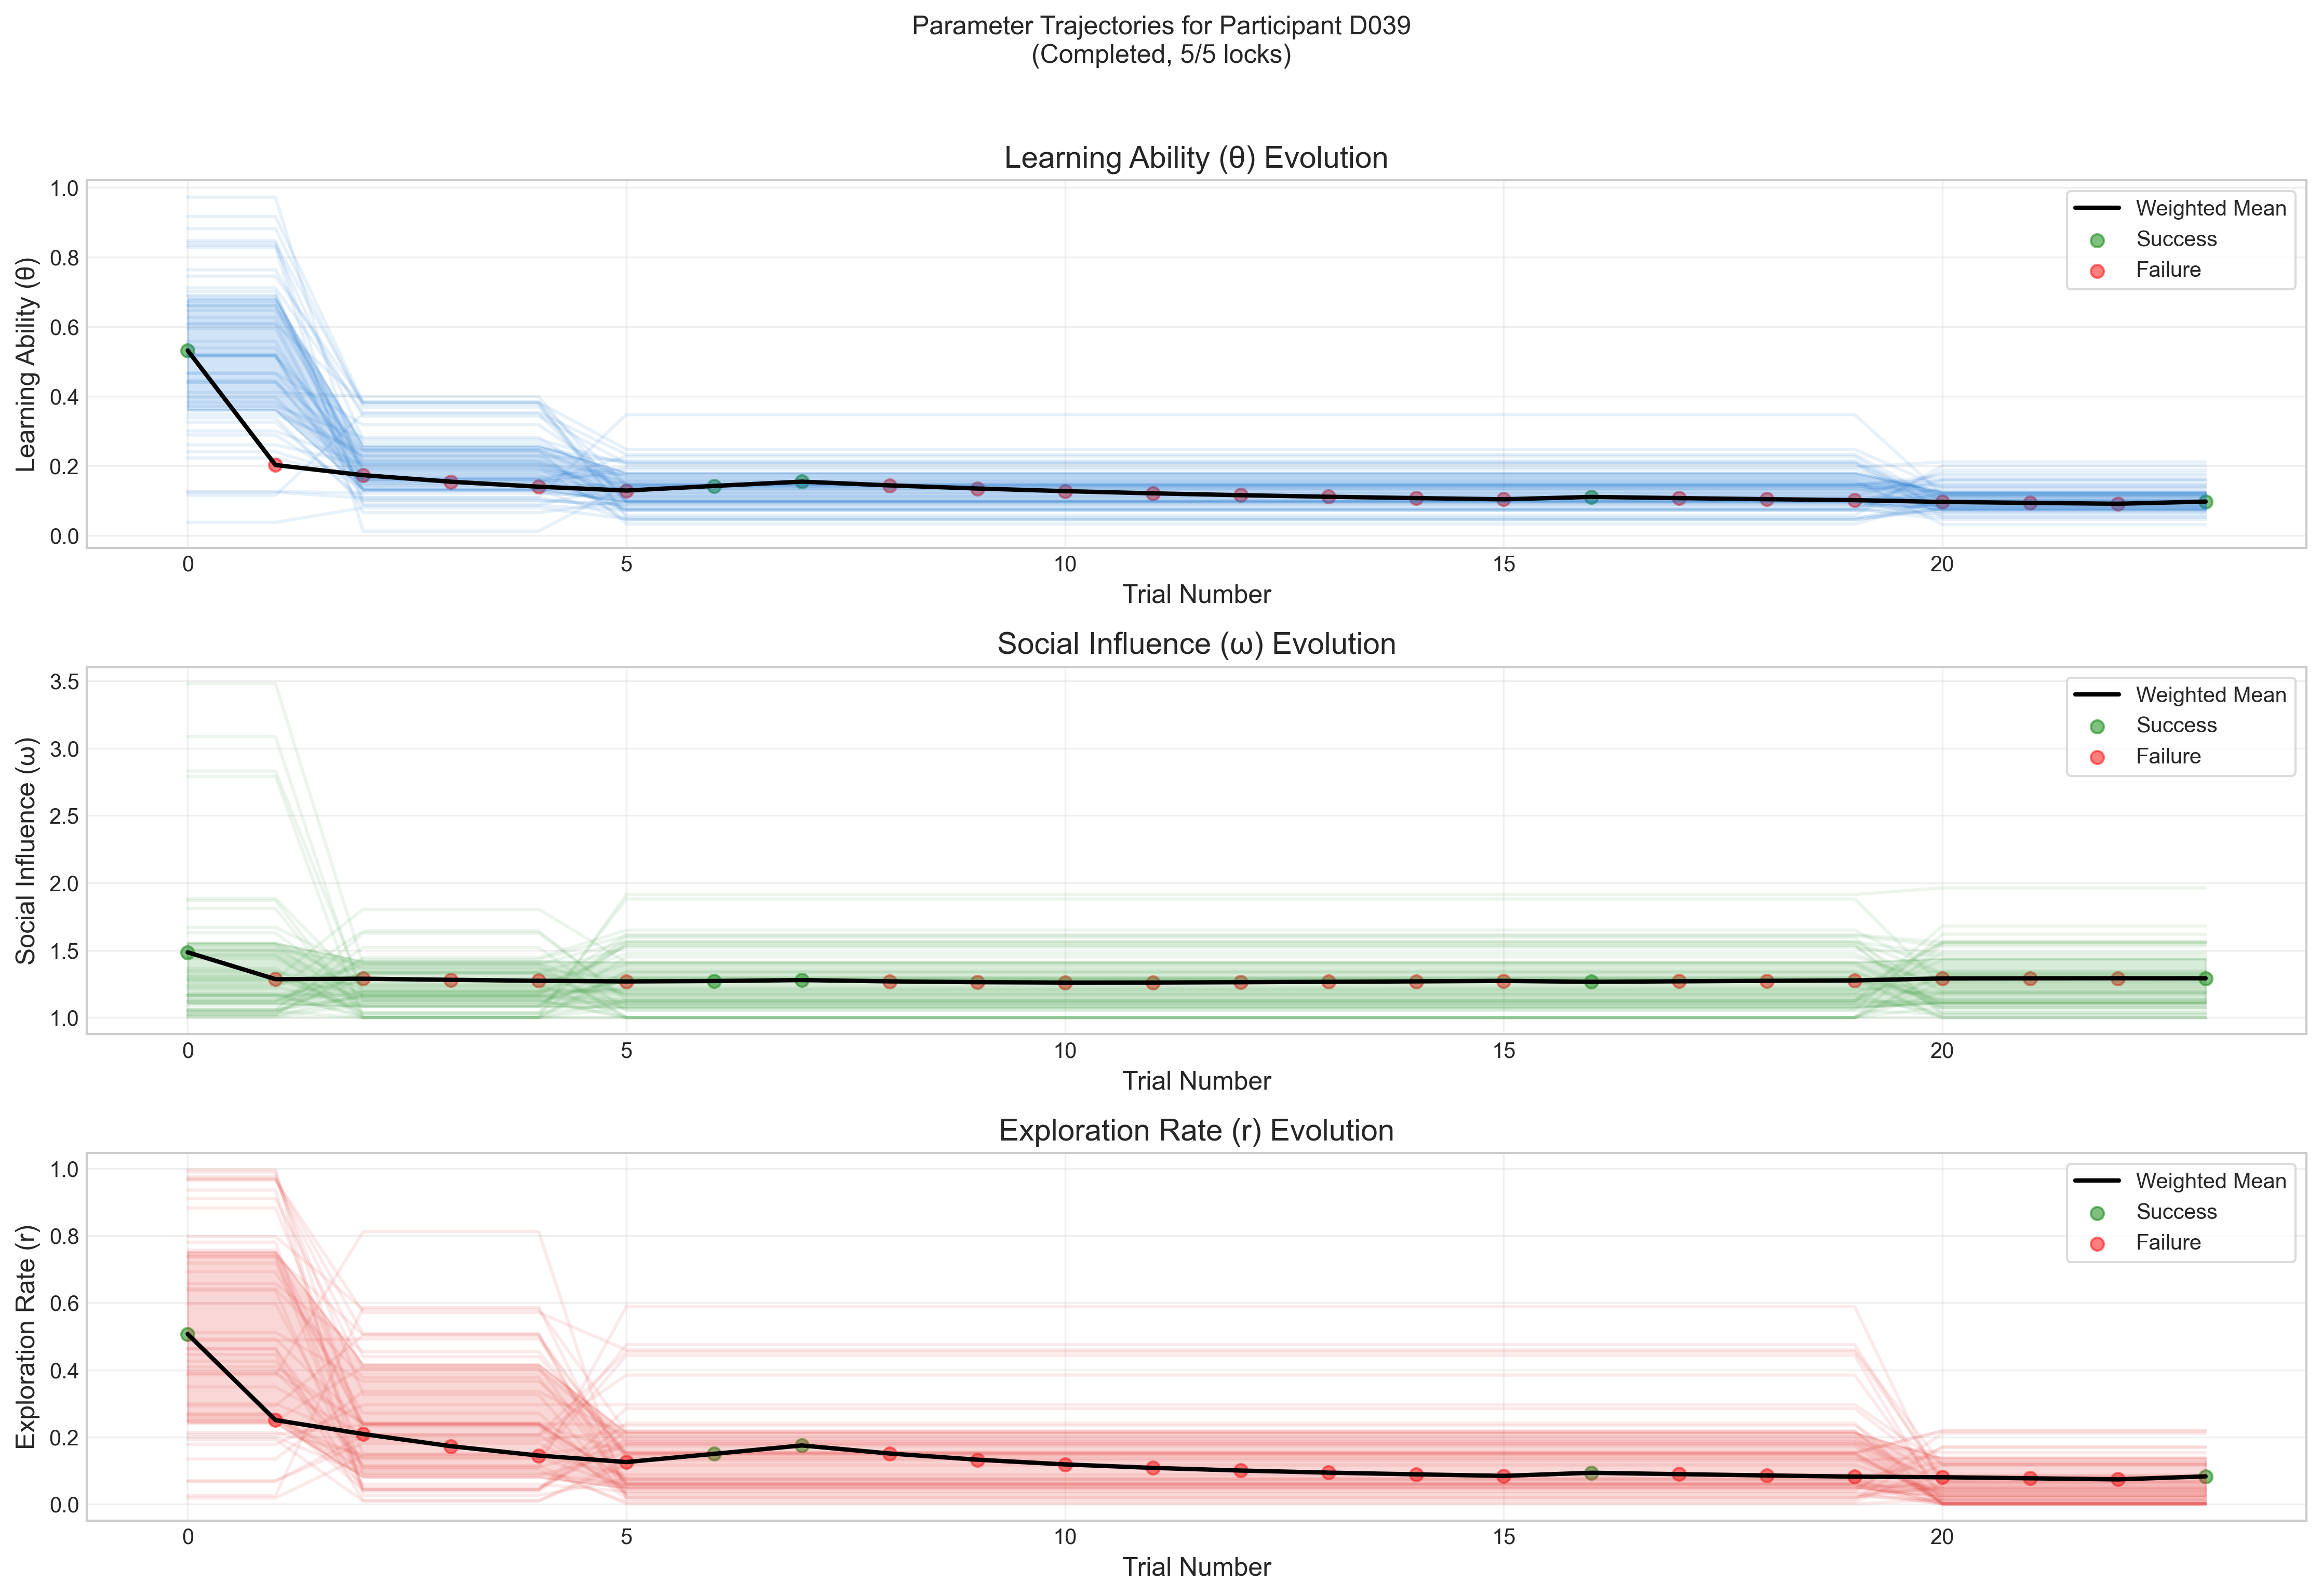 Parameter Trajectories for Participant D039
(Completed, 5/5 locks)
Learning Ability (θ) Evolution
Learning Ability (θ)
1.0
0.8
0.6
0.4
0.2
0.0
Weighted Mean
Success
Failure
0 5 10 15 20
Trial Number
Social Influence (ω) Evolution
Social Influence (ω)
3.5
3.0
2.5
2.0
1.5
1.0
Weighted Mean
Success
Failure
0 5 10 15 20
Trial Number
Exploration Rate (r) Evolution
Exploration Rate (r)
1.0
0.8
0.6
0.4
0.2
0.0
Weighted Mean
Success
Failure
0 5 10 15 20
Trial Number